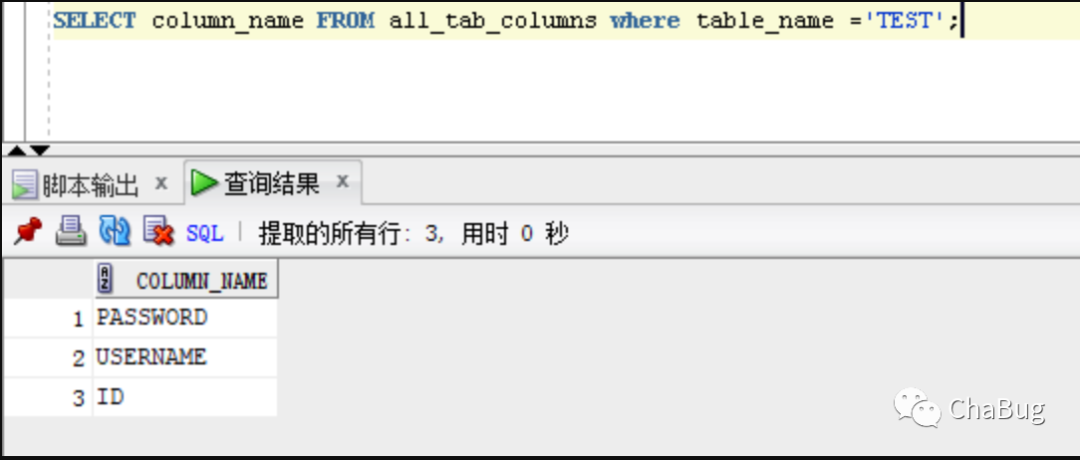 SELECT column_name FROM all_tab_columns where table_name ='TEST';
脚本输出 x 查询结果 x
SQL | 提取的所有行: 3, 用时 0 秒
COLUMN_NAME
1 PASSWORD
2 USERNAME
3 ID
ChaBug